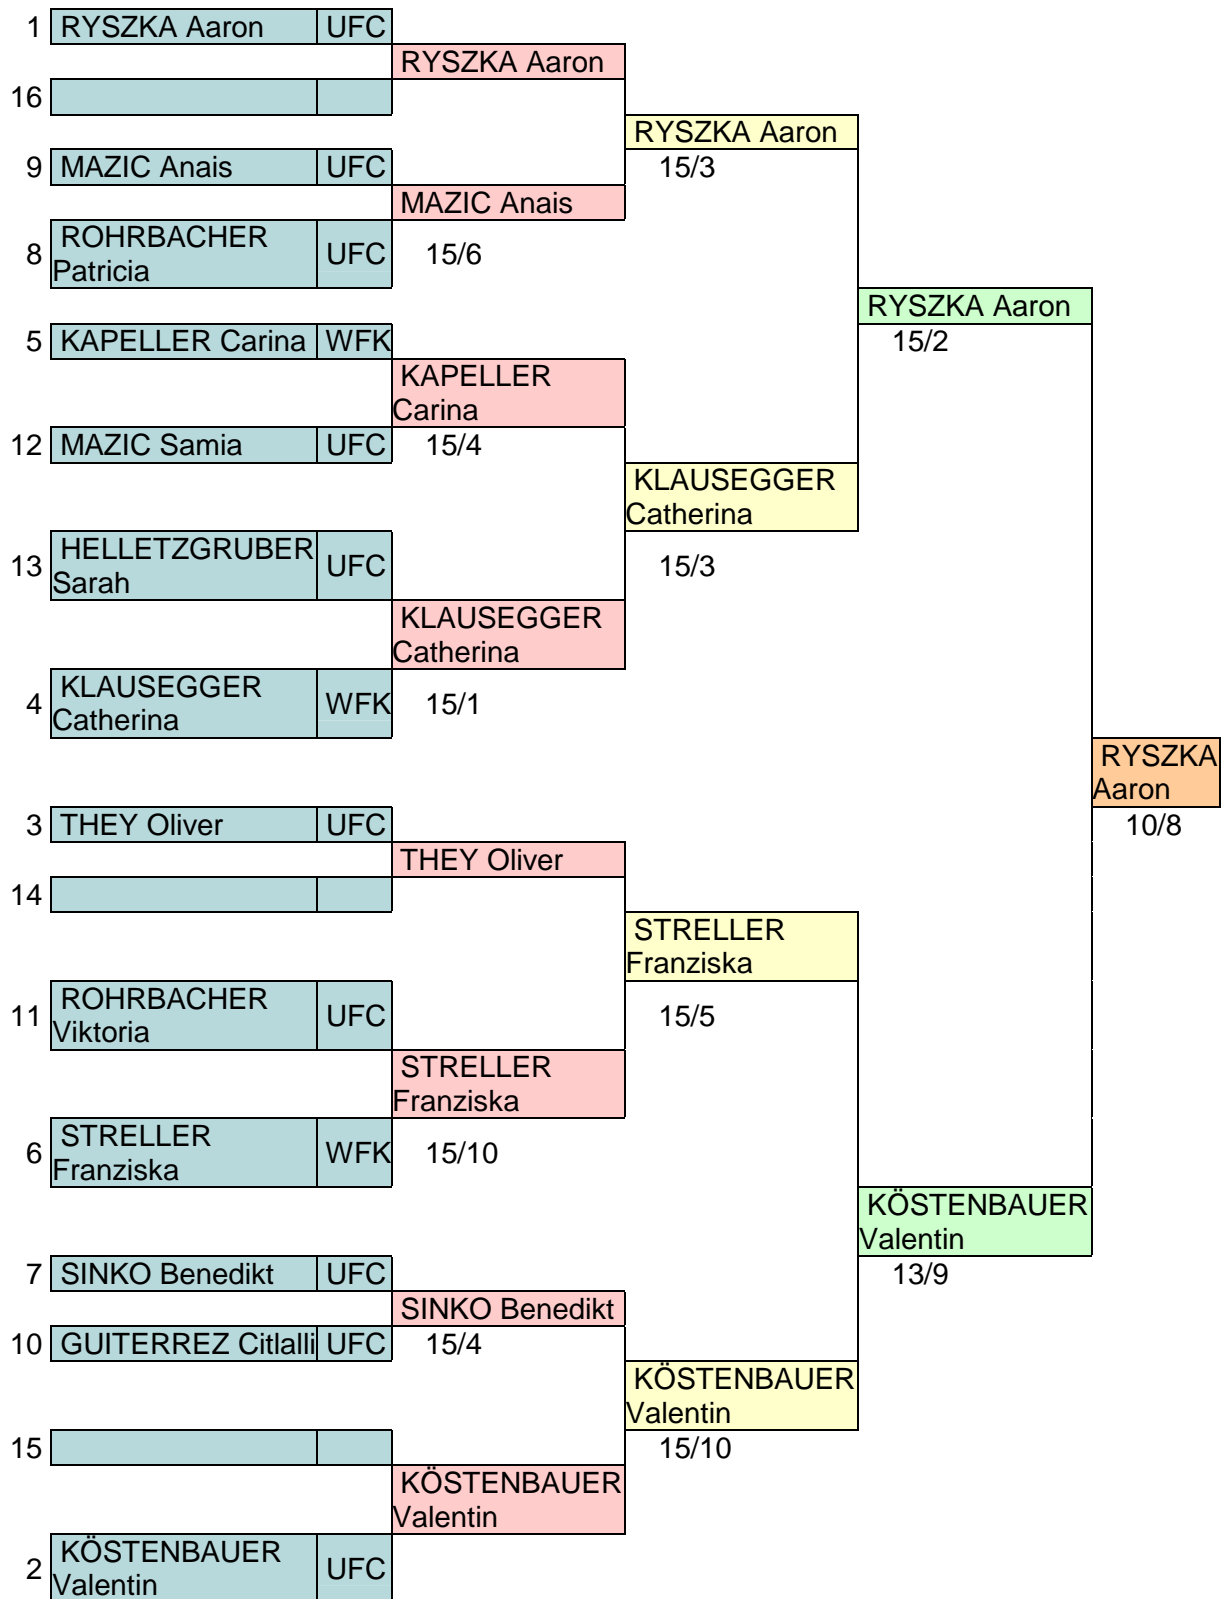 1 RYSZKA Aaron UFC
RYSZKA Aaron
16
RYSZKA Aaron
9 MAZIC Anais UFC 15/3
MAZIC Anais
ROHRBACHER
8 UFC 15/6
Patricia
RYSZKA Aaron
5 KAPELLER Carina WFK 15/2
KAPELLER
Carina
12 MAZIC Samia UFC 15/4
KLAUSEGGER
Catherina
HELLETZGRUBER
13 UFC 15/3
Sarah
KLAUSEGGER
Catherina
KLAUSEGGER
4 WFK 15/1
Catherina
RYSZKA
Aaron
3 THEY Oliver UFC 10/8
THEY Oliver
14
STRELLER
Franziska
ROHRBACHER
11 UFC 15/5
Viktoria
STRELLER
Franziska
STRELLER
6 WFK 15/10
Franziska
KÖSTENBAUER
Valentin
7 SINKO Benedikt UFC 13/9
SINKO Benedikt
10 GUITERREZ Citlalli UFC 15/4
KÖSTENBAUER
Valentin
15 15/10
KÖSTENBAUER
Valentin
KÖSTENBAUER
2 UFC
Valentin